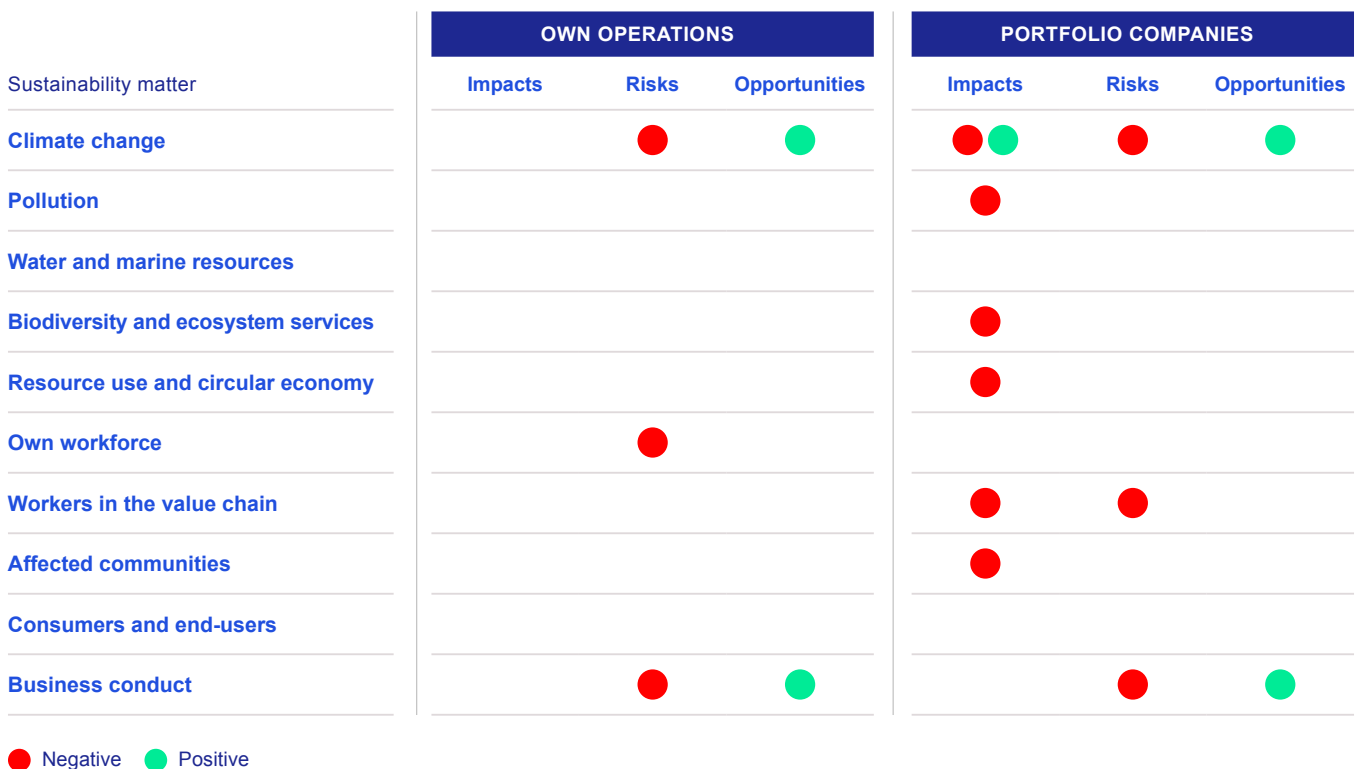 OWN OPERATIONS PORTFOLIO COMPANIES
Sustainability matter Impacts Risks Opportunities Impacts Risks Opportunities
Climate change
Pollution
Water and marine resources
Biodiversity and ecosystem services
Resource use and circular economy
Own workforce
Workers in the value chain
Affected communities
Consumers and end-users
Business conduct
Negative Positive